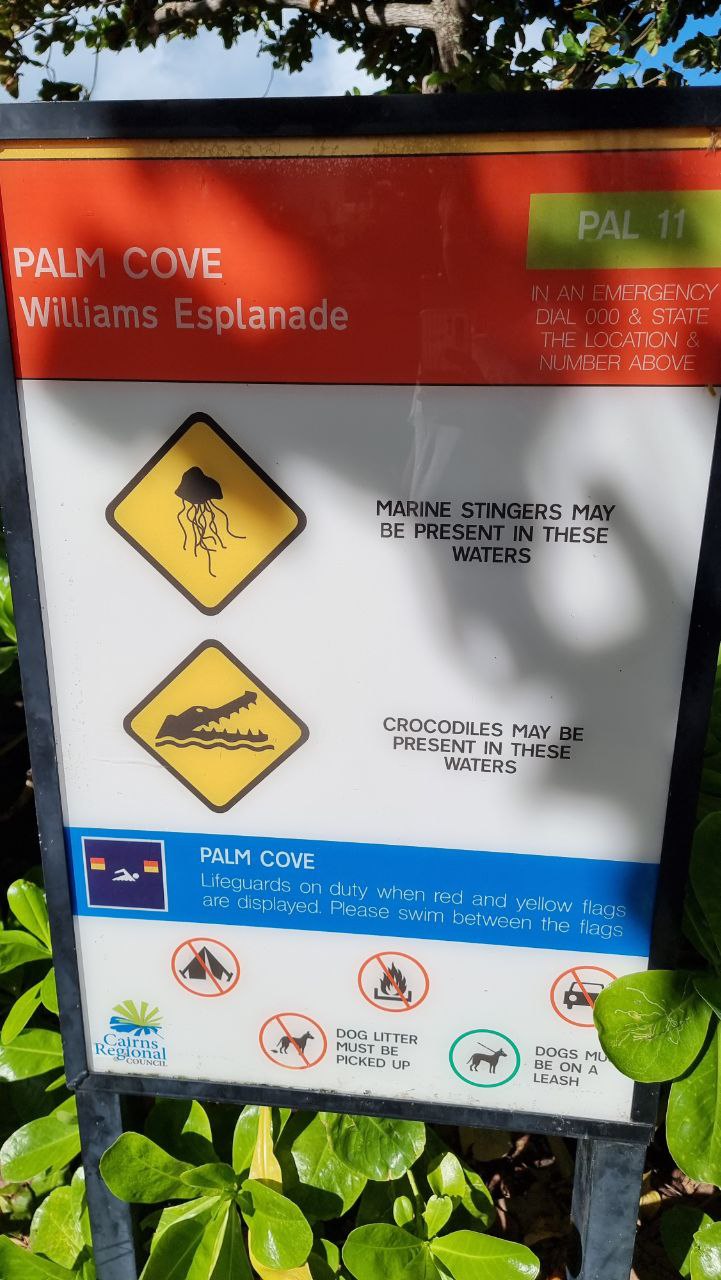 PAL 11
PALM COVE
Williams Esplanade
IN AN EMERGENCY
DIAL 000 & STATE
THE LOCATION &
NUMBER ABOVE
MARINE STINGERS MAY
BE PRESENT IN THESE
WATERS
CROCODILES MAY BE
PRESENT IN THESE
WATERS
PALM COVE
Lifeguards on duty when red and yellow flags
are displayed. Please swim between the flags
Cairns
Regional
COUNCIL
DOG LITTER
MUST BE
PICKED UP
DOGS MU
BE ON A
LEASH